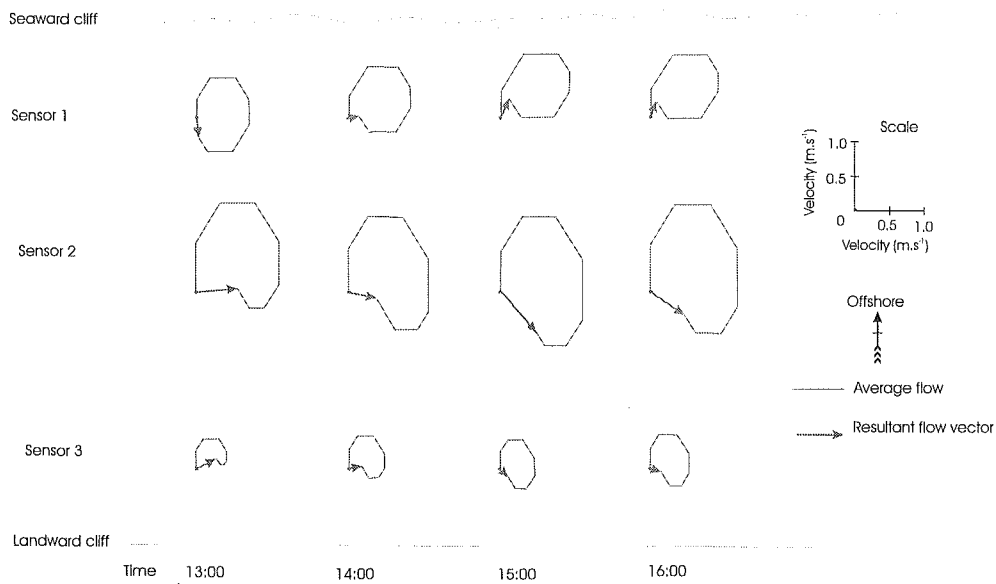 Seaward cliff
Sensor 1
Scale
Velocity (m.s⁻¹)
1.0
0.5
0
0.5
1.0
Velocity (m.s⁻¹)
Sensor 2
Offshore
Average flow
Resultant flow vector
Sensor 3
Landward cliff
Time
13:00
14:00
15:00
16:00